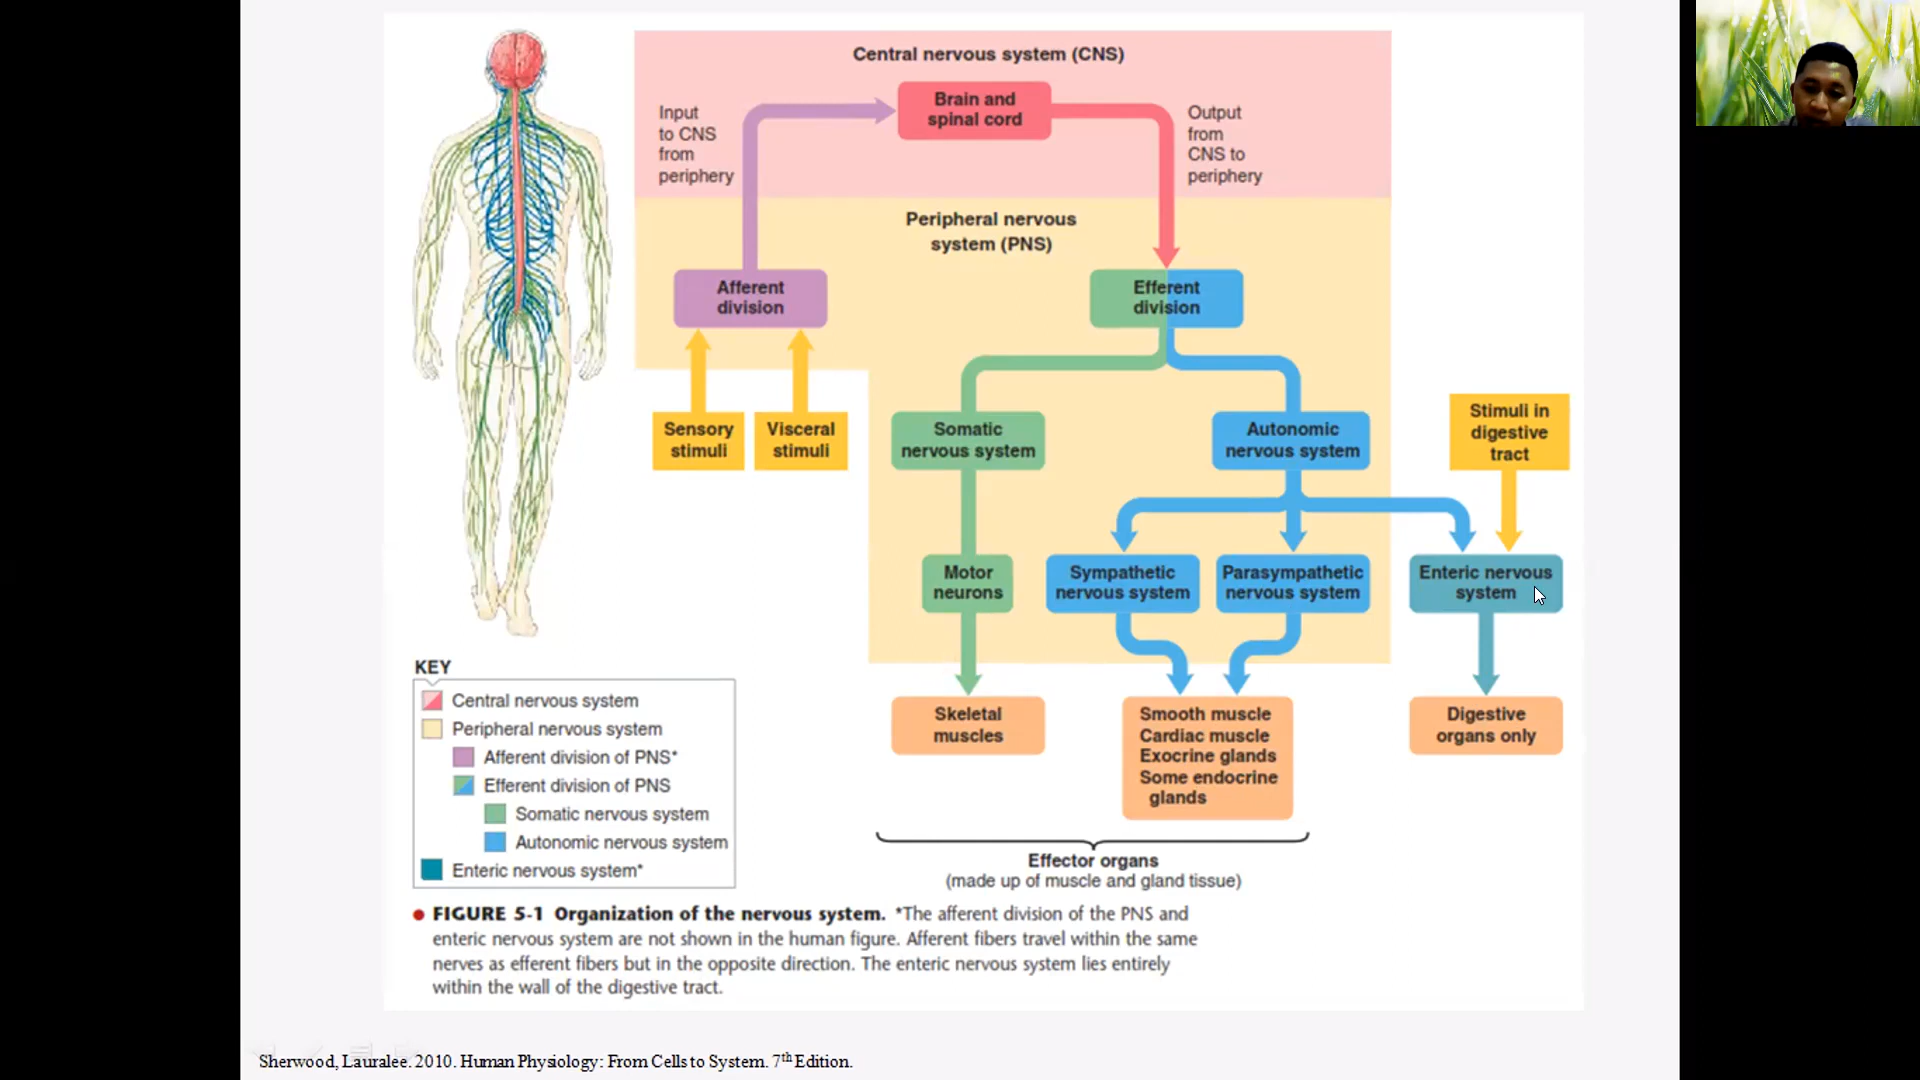 Central nervous system (CNS)
Brain and
spinal cord
Input
to CNS
from
periphery
Output
from
CNS to
periphery
Peripheral nervous
system (PNS)
Afferent
division
Efferent
division
Sensory
stimuli
Visceral
stimuli
Somatic
nervous system
Autonomic
nervous system
Stimuli in
digestive
tract
Motor
neurons
Sympathetic
nervous system
Parasympathetic
nervous system
Enteric nervous
system
Skeletal
muscles
Smooth muscle
Cardiac muscle
Exocrine glands
Some endocrine
glands
Digestive
organs only
Effector organs
(made up of muscle and gland tissue)
KEY
Central nervous system
Peripheral nervous system
Afferent division of PNS*
Efferent division of PNS
Somatic nervous system
Autonomic nervous system
Enteric nervous system*
● FIGURE 5-1 Organization of the nervous system. *The afferent division of the PNS and
enteric nervous system are not shown in the human figure. Afferent fibers travel within the same
nerves as efferent fibers but in the opposite direction. The enteric nervous system lies entirely
within the wall of the digestive tract.
Sherwood, Lauralee. 2010. Human Physiology: From Cells to System. 7th Edition.